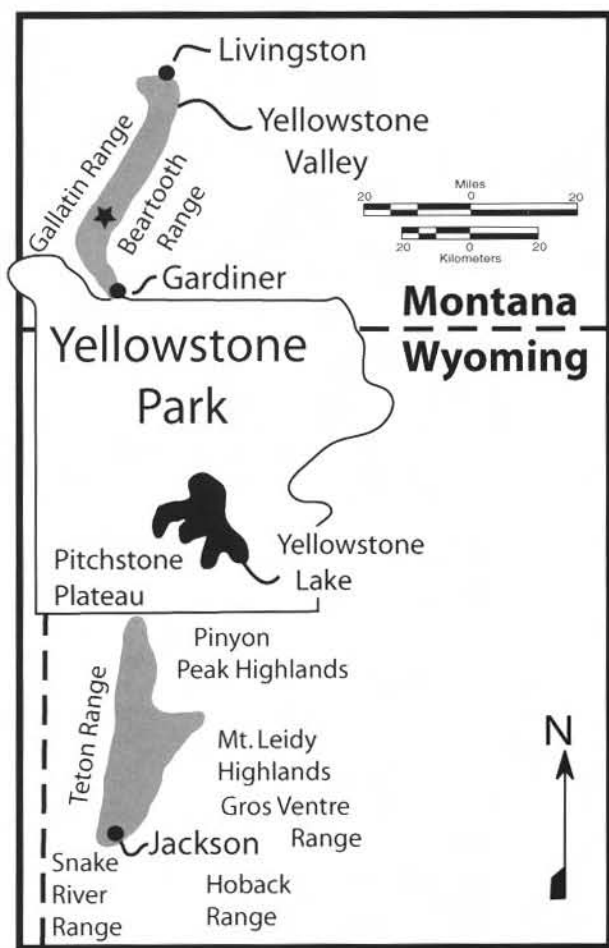 Livingston
Yellowstone
Valley
Gallatin Range
Beartooth
Range
Miles
20 0 20
20 0 20
Kilometers
Gardiner
Montana
Wyoming
Yellowstone
Park
Yellowstone
Lake
Pitchstone
Plateau
Pinyon
Peak Highlands
Teton Range
Mt. Leidy
Highlands
Gros Ventre
Range
N
Jackson
Snake
River
Range
Hoback
Range